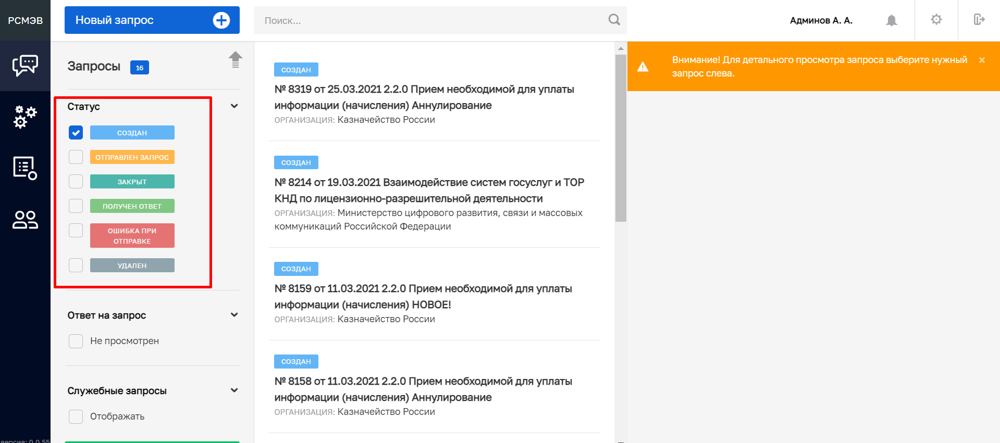 РСМЭВ
Новый запрос
Поиск...
Админов А. А.
Запросы 16
Статус
СОЗДАН
ОТПРАВЛЕН ЗАПРОС
ЗАКРЫТ
ПОЛУЧЕН ОТВЕТ
ОШИБКА ПРИ
ОТПРАВКЕ
УДАЛЕН
Ответ на запрос
Не просмотрен
Служебные запросы
Отображать
версия: 0.0.55
СОЗДАН
№ 8319 от 25.03.2021 2.2.0 Прием необходимой для уплаты
информации (начисления) Аннулирование
ОРГАНИЗАЦИЯ: Казначейство России
СОЗДАН
№ 8214 от 19.03.2021 Взаимодействие систем госуслуг и ТОР
КНД по лицензионно-разрешительной деятельности
ОРГАНИЗАЦИЯ: Министерство цифрового развития, связи и массовых
коммуникаций Российской Федерации
СОЗДАН
№ 8159 от 11.03.2021 2.2.0 Прием необходимой для уплаты
информации (начисления) НОВОЕ!
ОРГАНИЗАЦИЯ: Казначейство России
СОЗДАН
№ 8158 от 11.03.2021 2.2.0 Прием необходимой для уплаты
информации (начисления) Аннулирование
ОРГАНИЗАЦИЯ: Казначейство России
Внимание! Для детального просмотра запроса выберите нужный
запрос слева.